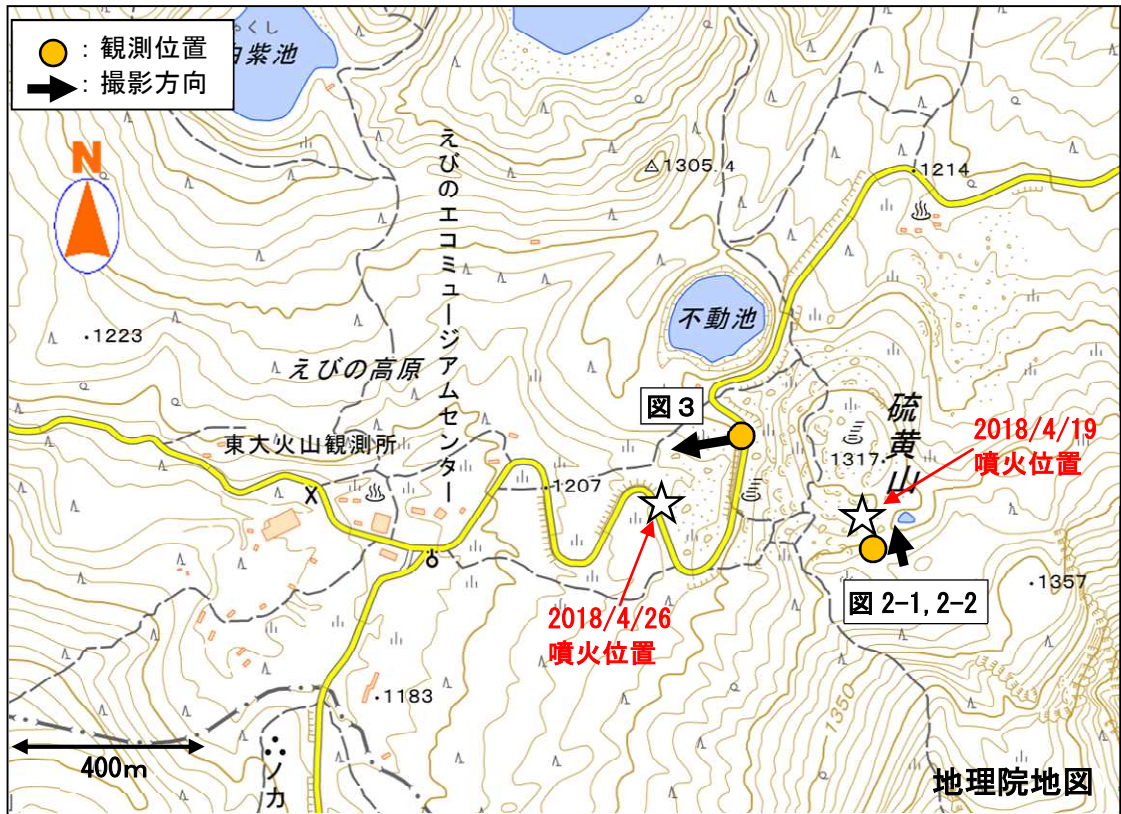 ：観測位置
：撮影方向
くし
白紫池
N
えびのエコミュージアムセンター
△1305.4
1214
1223
えびの高原
不動池
図３
硫黄山
2018/4/19
噴火位置
1317
東大火山観測所
1207
図 2-1, 2-2
1357
2018/4/26
噴火位置
1350
1183
400m
ノカ
地理院地図